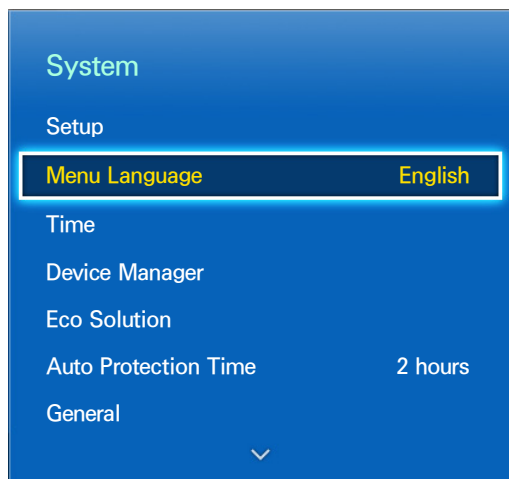 System
Setup
Menu Language English
Time
Device Manager
Eco Solution
Auto Protection Time 2 hours
General